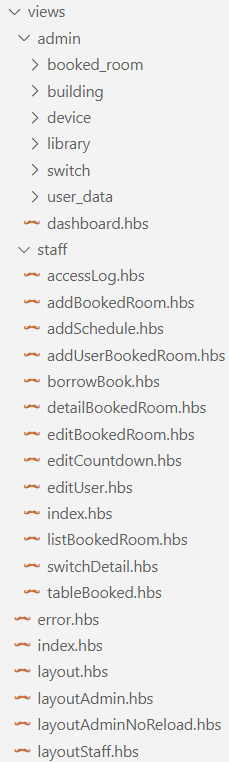 views
admin
booked_room
building
device
library
switch
user_data
dashboard.hbs
staff
accessLog.hbs
addBookedRoom.hbs
addSchedule.hbs
addUserBookedRoom.hbs
borrowBook.hbs
detailBookedRoom.hbs
editBookedRoom.hbs
editCountdown.hbs
editUser.hbs
index.hbs
listBookedRoom.hbs
switchDetail.hbs
tableBooked.hbs
error.hbs
index.hbs
layout.hbs
layoutAdmin.hbs
layoutAdminNoReload.hbs
layoutStaff.hbs